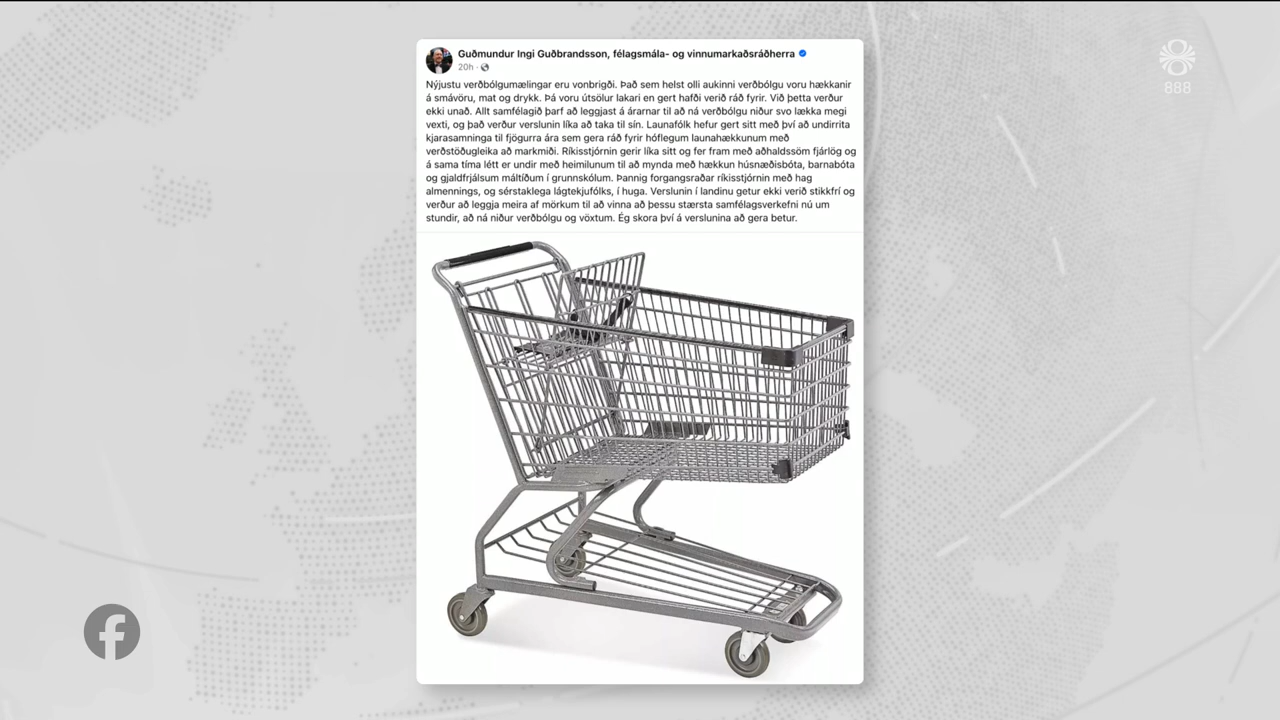 Guðmundur Ingi Guðbrandsson, félagsmála- og vinnumarkaðsráðherra
20h ·
Nýjustu verðbólgumælingar eru vonbrigði. Það sem helst olli aukinni verðbólgu voru hækkanir
á smávöru, mat og drykk. Þá voru útsölur lakari en gert hafði verið ráð fyrir. Við þetta verður
ekki unað. Allt samfélagið þarf að leggjast á árarnar til að ná verðbólgu niður svo lækka megi
vexti, og það verður verslunin líka að taka til sín. Launafólk hefur gert sitt með því að undirrita
kjarasamninga til fjögurra ára sem gera ráð fyrir hóflegum launahækkunum með
verðstöðugleika að markmiði. Ríkisstjórnin gerir líka sitt og fer fram með aðhaldssöm fjárlög og
á sama tíma létt er undir með heimilunum til að mynda með hækkun húsnæðisbóta, barnabóta
og gjaldfrjálsum máltíðum í grunnskólum. Þannig forgangsraðar ríkisstjórnin með hag
almennings, og sérstaklega lágtekjufólks, í huga. Verslunin í landinu getur ekki verið stikkfrí og
verður að leggja meira af mörkum til að vinna að þessu stærsta samfélagsverkefni nú um
stundir, að ná niður verðbólgu og vöxtum. Ég skora því á verslunina að gera betur.
888